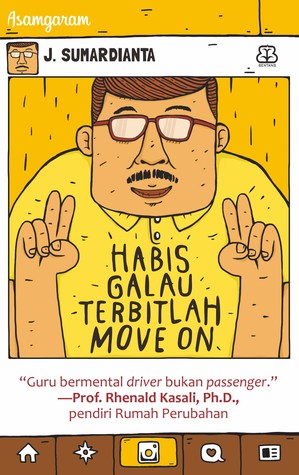 Asamgaram
J. SUMARDIANTA
BENTANG
HABIS
GALAU
TERBITLAH
MOVE ON
“Guru bermental driver bukan passenger.”
—Prof. Rhenald Kasali, Ph.D.,
pendiri Rumah Perubahan